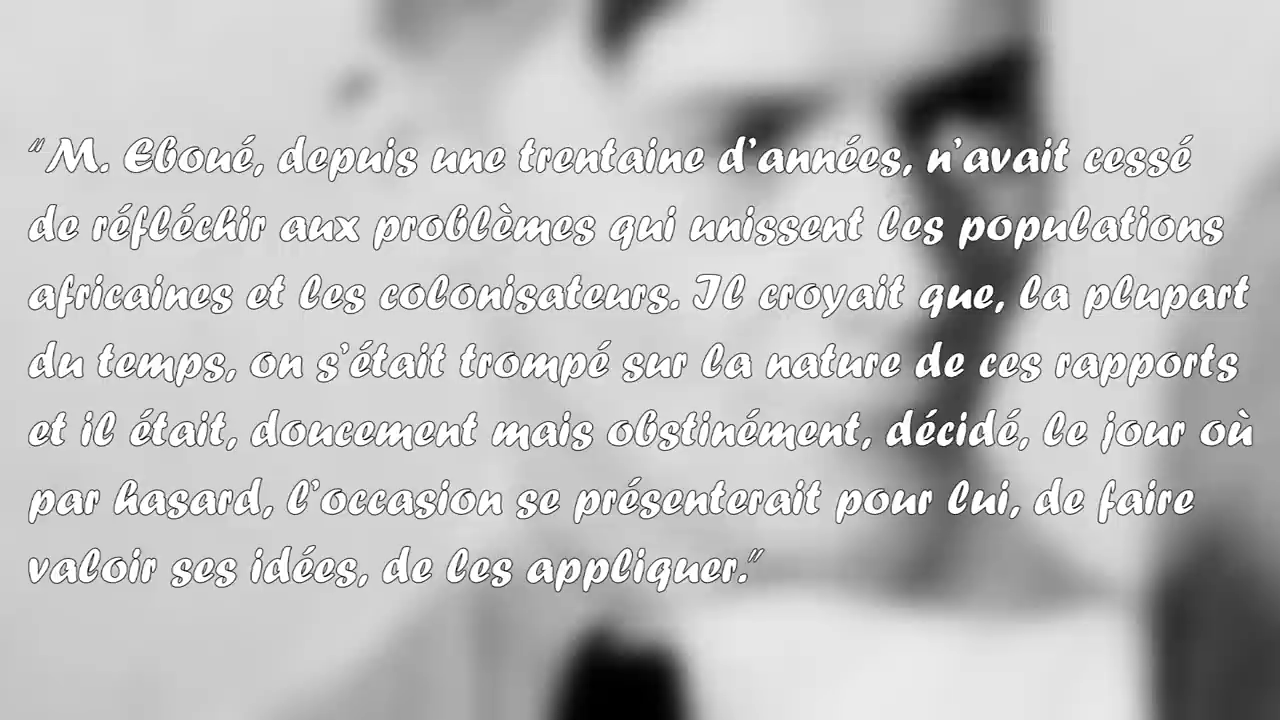 “M. Eboué, depuis une trentaine d’années, n’avait cessé
de réfléchir aux problèmes qui unissent les populations
africaines et les colonisateurs. Il croyait que, la plupart
du temps, on s’était trompé sur la nature de ces rapports
et il était, doucement mais obstinément, décidé, le jour où
par hasard, l’occasion se présenterait pour lui, de faire
valoir ses idées, de les appliquer.”